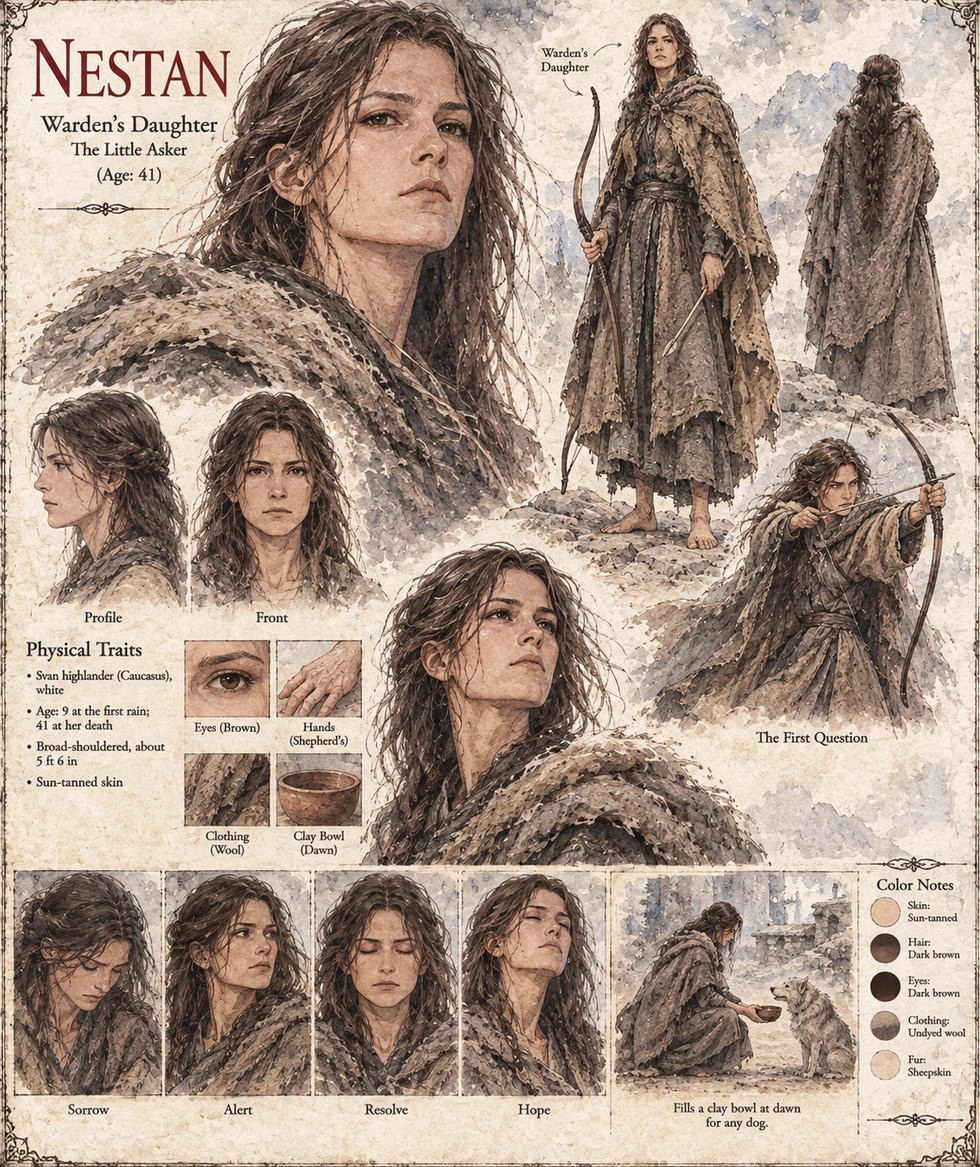 NESTAN
Warden's Daughter
The Little Asker
(Age: 41)
Warden's
Daughter
Profile
Front
Physical Traits
• Svan highlander (Caucasus),
white
• Age: 9 at the first rain;
41 at her death
• Broad-shouldered, about
5 ft 6 in
• Sun-tanned skin
Eyes (Brown)
Hands
(Shepherd's)
Clothing
(Wool)
Clay Bowl
(Dawn)
The First Question
Sorrow
Alert
Resolve
Hope
Fills a clay bowl at dawn
for any dog.
Color Notes
Skin:
Sun-tanned
Hair:
Dark brown
Eyes:
Dark brown
Clothing:
Undyed wool
Fur:
Sheepskin